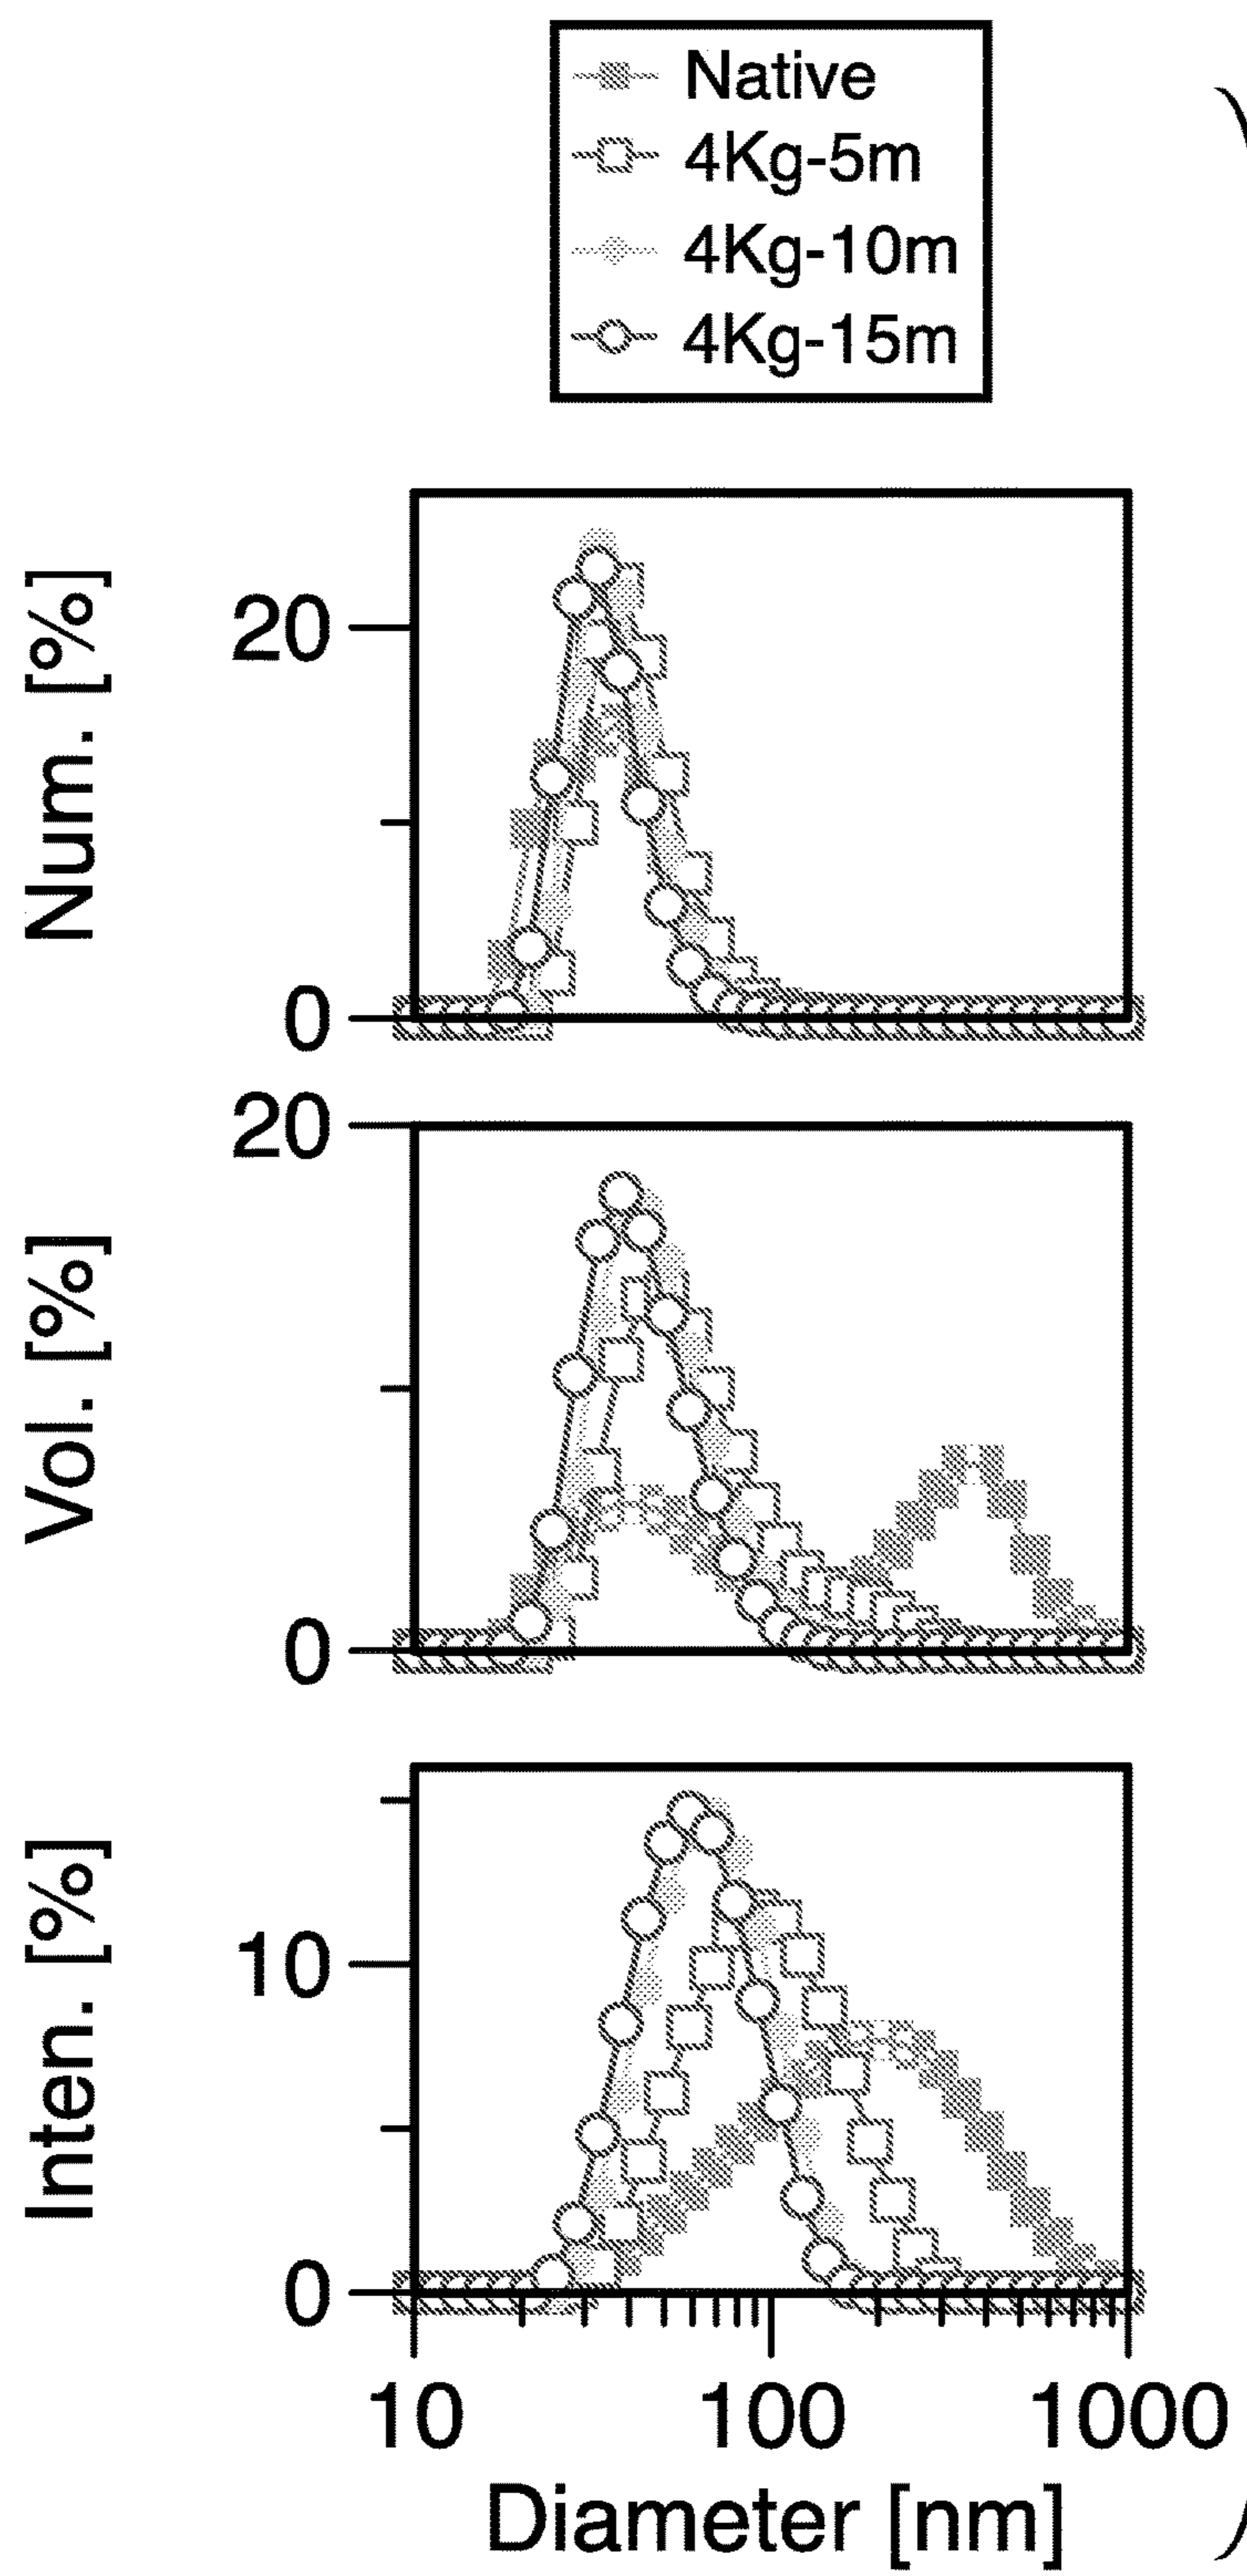 Native
4Kg-5m
4Kg-10m
4Kg-15m
Num. [%]
20
0
Vol. [%]
20
0
Inten. [%]
10
0
10 100 1000
Diameter [nm]